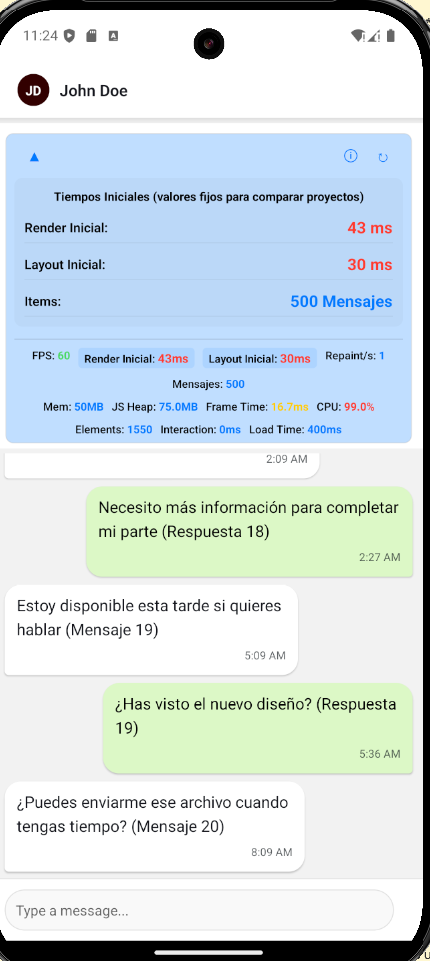 11:24
JD John Doe
▲ ⓘ ↻
Tiempos Iniciales (valores fijos para comparar proyectos)
Render Inicial: 43 ms
Layout Inicial: 30 ms
Items: 500 Mensajes
FPS: 60 Render Inicial: 43ms Layout Inicial: 30ms Repaint/s: 1
Mensajes: 500
Mem: 50MB JS Heap: 75.0MB Frame Time: 16.7ms CPU: 99.0%
Elements: 1550 Interaction: 0ms Load Time: 400ms
2:09 AM
Necesito más información para completar
mi parte (Respuesta 18)
2:27 AM
Estoy disponible esta tarde si quieres
hablar (Mensaje 19)
5:09 AM
¿Has visto el nuevo diseño? (Respuesta
19)
5:36 AM
¿Puedes enviarme ese archivo cuando
tengas tiempo? (Mensaje 20)
8:09 AM
Type a message...